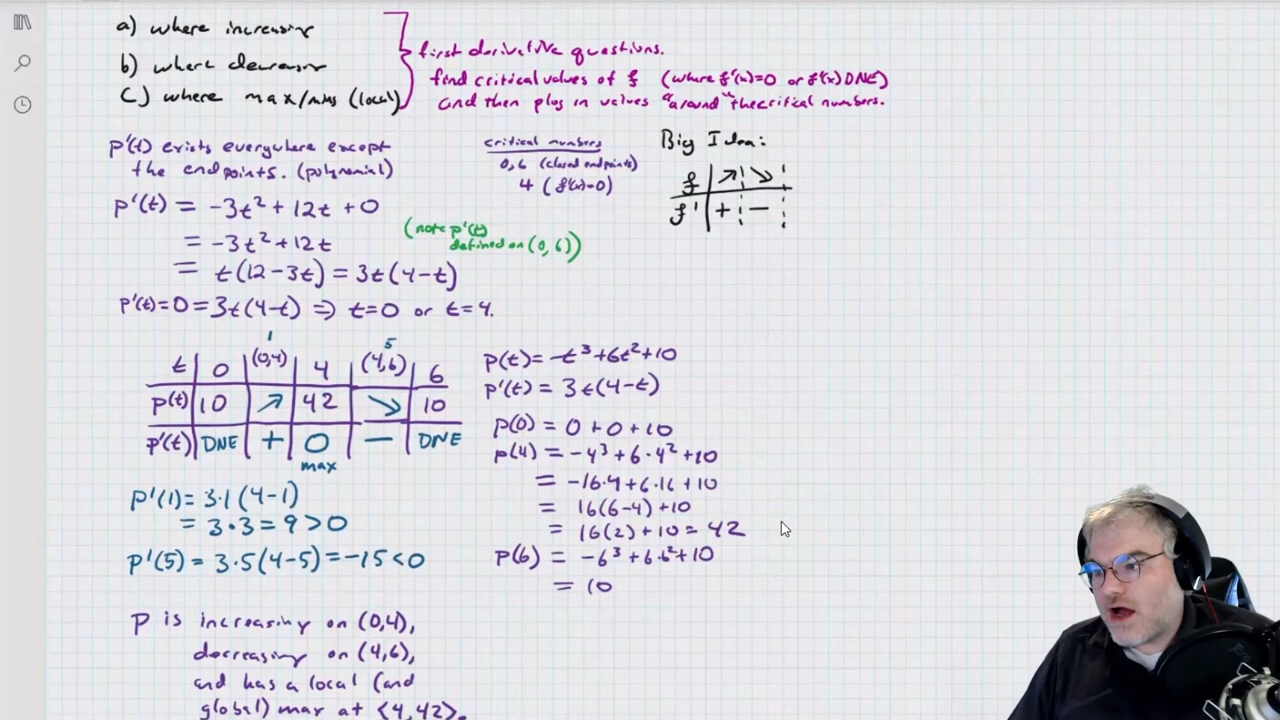 a) where increasing
b) where decreasing
c) where max/mins (local)
first derivative questions.
find critical values of f (where f'(x)=0 or f'(x) DNE)
and then plug in values "around" the critical numbers.
p'(t) exists everywhere except
the endpoints. (polynomial)
p'(t) = -3t²+12t+0
= -3t²+12t
= t(12-3t) = 3t(4-t)
p'(t)=0=3t(4-t) ⇒ t=0 or t=4.
critical numbers
0,6 (closed endpoints)
4 (f'(x)=0)
(note p'(t)
defined on (0,6))
Big Idea:
f | ↗ | ↘
f' | + | −
1 5
t | 0 | (0,4) | 4 | (4,6) | 6
p(t) | 10 | ↗ | 42 | ↘ | 10
p'(t) | DNE | + | 0 | − | DNE
max
p'(1) = 3·1(4-1)
= 3·3 = 9 > 0
p'(5) = 3·5(4-5) = -15 < 0
p(t) = -t³+6t²+10
p'(t) = 3t(4-t)
p(0) = 0+0+10
p(4) = -4³+6·4²+10
= -16·4+6·16+10
= 16(6-4)+10
= 16(2)+10 = 42
p(6) = -6³+6·6²+10
= 10
P is increasing on (0,4),
decreasing on (4,6),
and has a local (and
global) max at <4,42>.